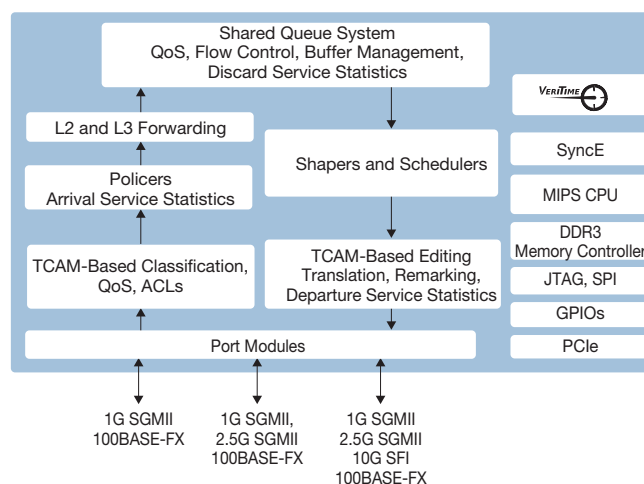 Shared Queue System
QoS, Flow Control, Buffer Management,
Discard Service Statistics
L2 and L3 Forwarding
Policers
Arrival Service Statistics
TCAM-Based Classification,
QoS, ACLs
Shapers and Schedulers
TCAM-Based Editing
Translation, Remarking,
Departure Service Statistics
Port Modules
VERITIME
SyncE
MIPS CPU
DDR3
Memory Controller
JTAG, SPI
GPIOs
PCIe
1G SGMII
100BASE-FX
1G SGMII,
2.5G SGMII
100BASE-FX
1G SGMII
2.5G SGMII
10G SFI
100BASE-FX